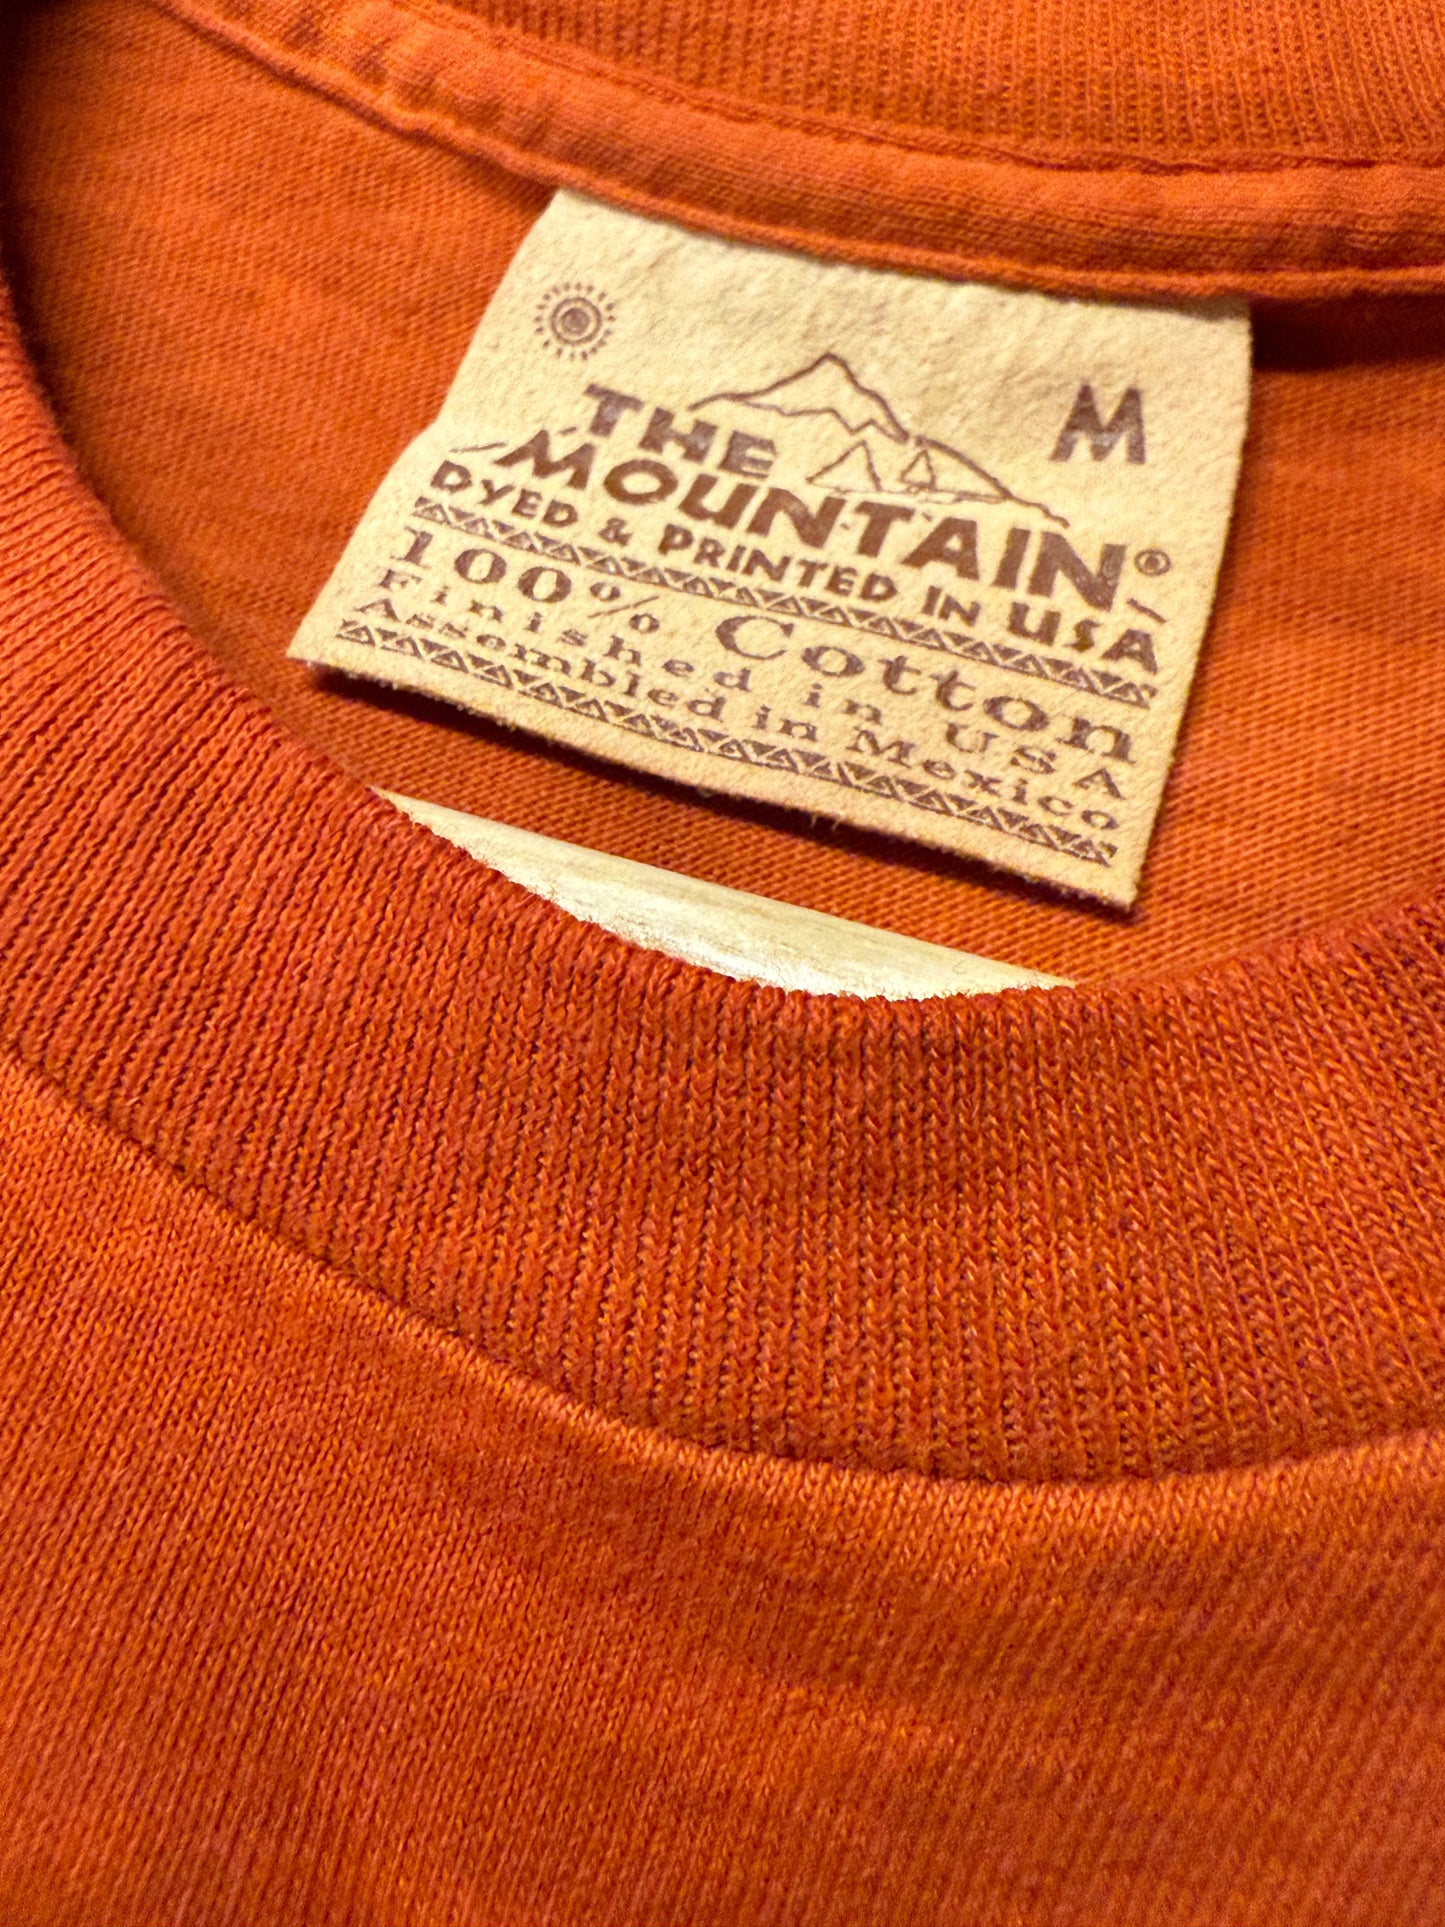 M
THE
MOUNTAIN®
DYED & PRINTED IN USA
100% Cotton
Finished in USA
Assembled in Mexico